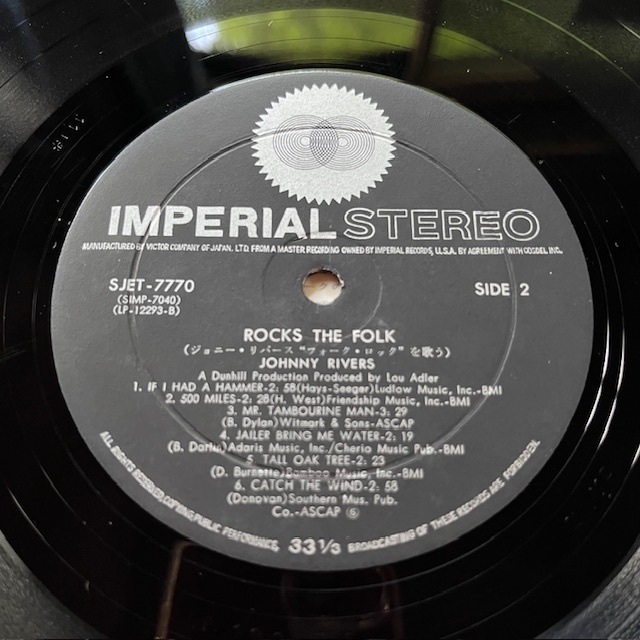 IMPERIAL STEREO
MANUFACTURED BY VICTOR COMPANY OF JAPAN, LTD. FROM A MASTER RECORDING OWNED BY IMPERIAL RECORDS, U.S.A. BY AGREEMENT WITH COGDEL INC.
SJET-7770
(SIMP-7040)
(LP-12293-B)
SIDE 2
ROCKS THE FOLK
(ジョニー・リバース "フォーク・ロック" を歌う)
JOHNNY RIVERS
A Dunhill Production Produced by Lou Adler
1. IF I HAD A HAMMER-2: 58(Hays-Seeger)Ludlow Music, Inc.-BMI
2. 500 MILES-2: 28(H. West)Friendship Music, Inc.-BMI
3. MR. TAMBOURINE MAN-3: 29
(B. Dylan)Witmark & Sons-ASCAP
4. JAILER BRING ME WATER-2: 19
(B. Darin)Adaris Music, Inc./Cherio Music Pub.-BMI
5. TALL OAK TREE-2: 23
(D. Burnette) Music Inc-BMI
6. CATCH THE WIND-2: 58
(Donovan)Southern Mus. Pub.
Co.-ASCAP
ALL RIGHTS RESERVED. COPYING PUBLIC PERFORMANCE, BROADCASTING OF THESE RECORDS ARE FORBIDDEN.
33 1/3